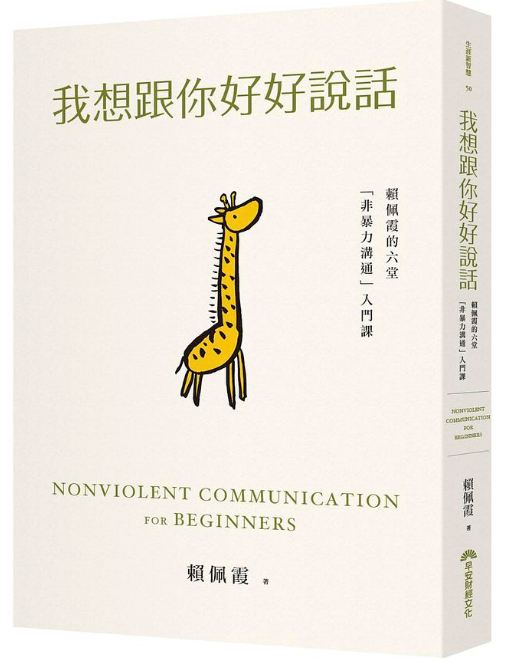 我想跟你好好說話
賴佩霞的六堂
「非暴力溝通」入門課
NONVIOLENT COMMUNICATION
FOR BEGINNERS
賴佩霞 著
生涯新智慧 50
我想跟你好好說話
賴佩霞的六堂
「非暴力溝通」入門課
NONVIOLENT
COMMUNICATION
FOR
BEGINNERS
賴佩霞 著
早安財經文化